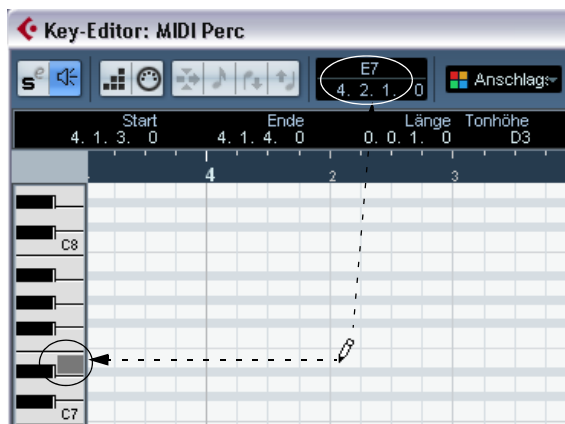 Key-Editor: MIDI Perc
E7
4. 2. 1. 0
Anschlags
Start Ende Länge Tonhöhe
4. 1. 3. 0 4. 1. 4. 0 0. 0. 1. 0 D3
4 2 3
C8
C7